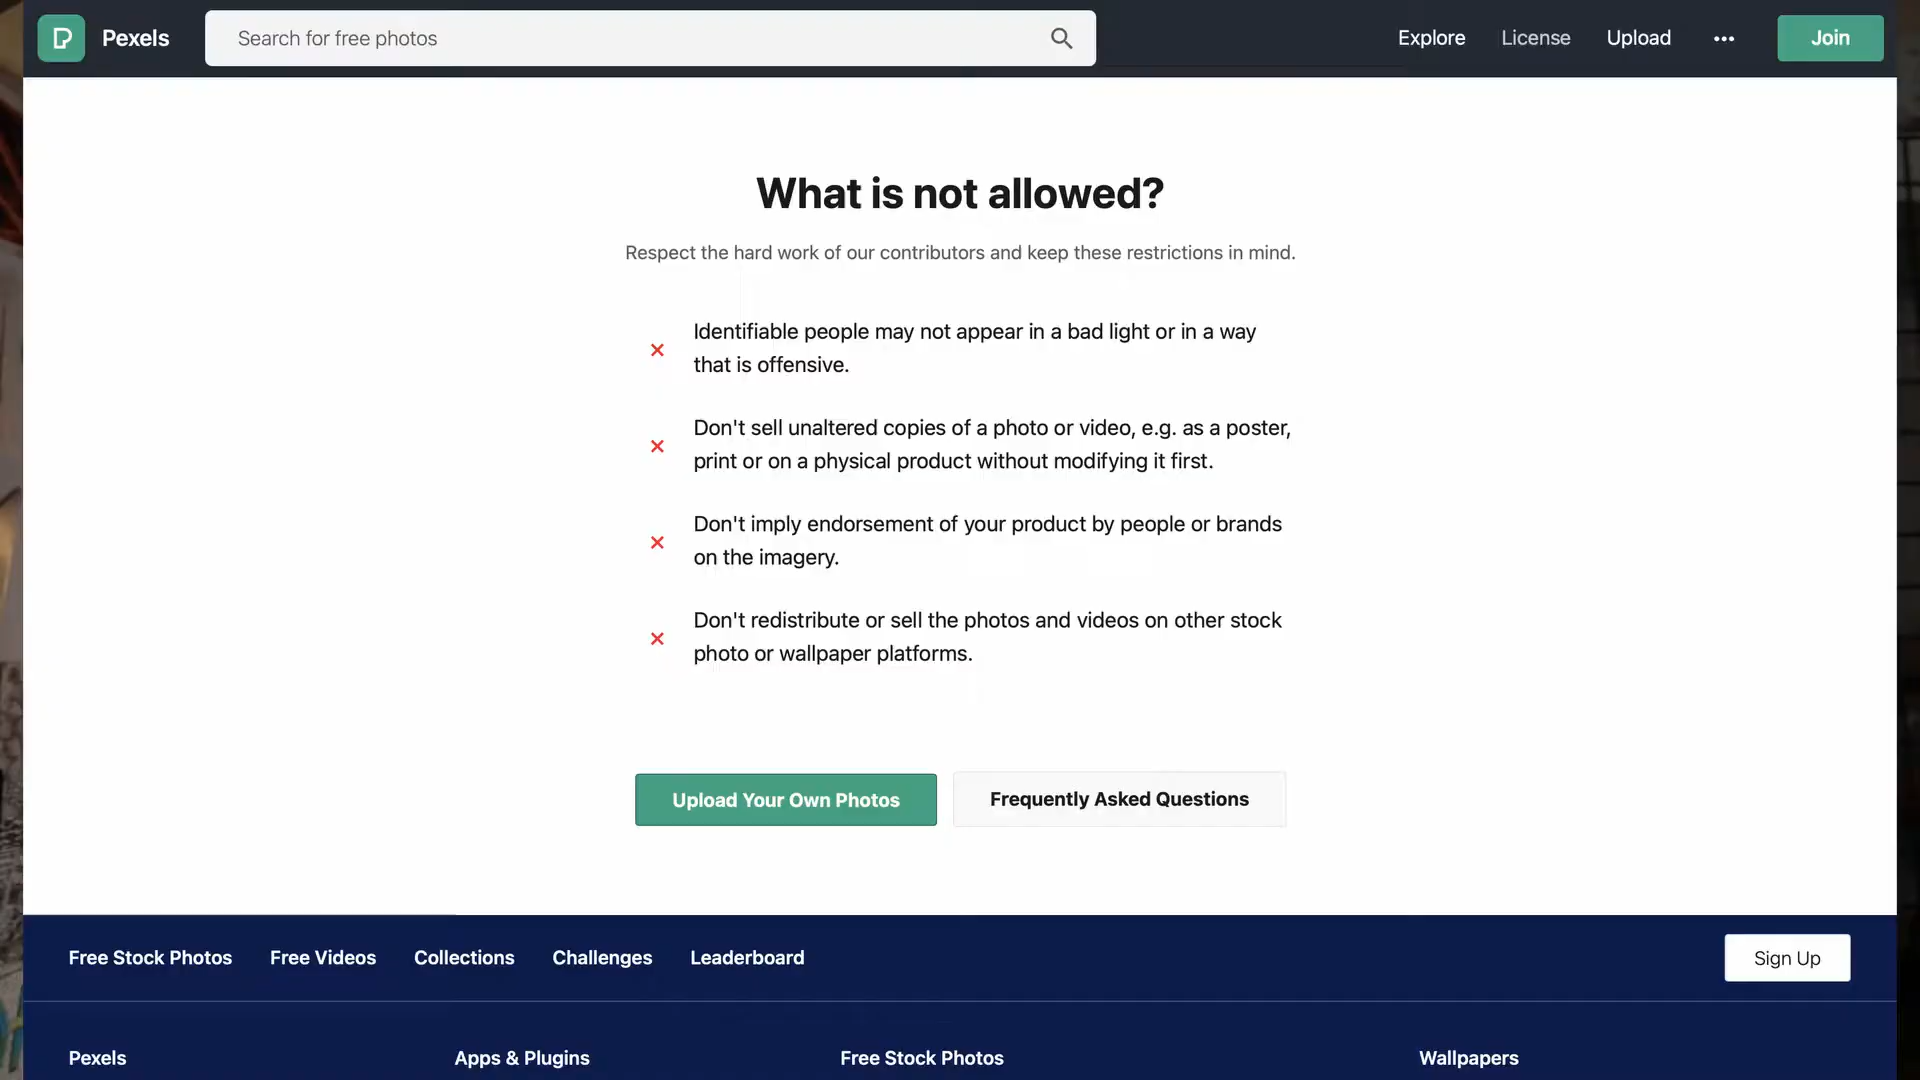 Pexels
Search for free photos
Explore
License
Upload
Join
What is not allowed?
Respect the hard work of our contributors and keep these restrictions in mind.
Identifiable people may not appear in a bad light or in a way
that is offensive.
Don't sell unaltered copies of a photo or video, e.g. as a poster,
print or on a physical product without modifying it first.
Don't imply endorsement of your product by people or brands
on the imagery.
Don't redistribute or sell the photos and videos on other stock
photo or wallpaper platforms.
Upload Your Own Photos
Frequently Asked Questions
Free Stock Photos
Free Videos
Collections
Challenges
Leaderboard
Sign Up
Pexels
Apps & Plugins
Free Stock Photos
Wallpapers